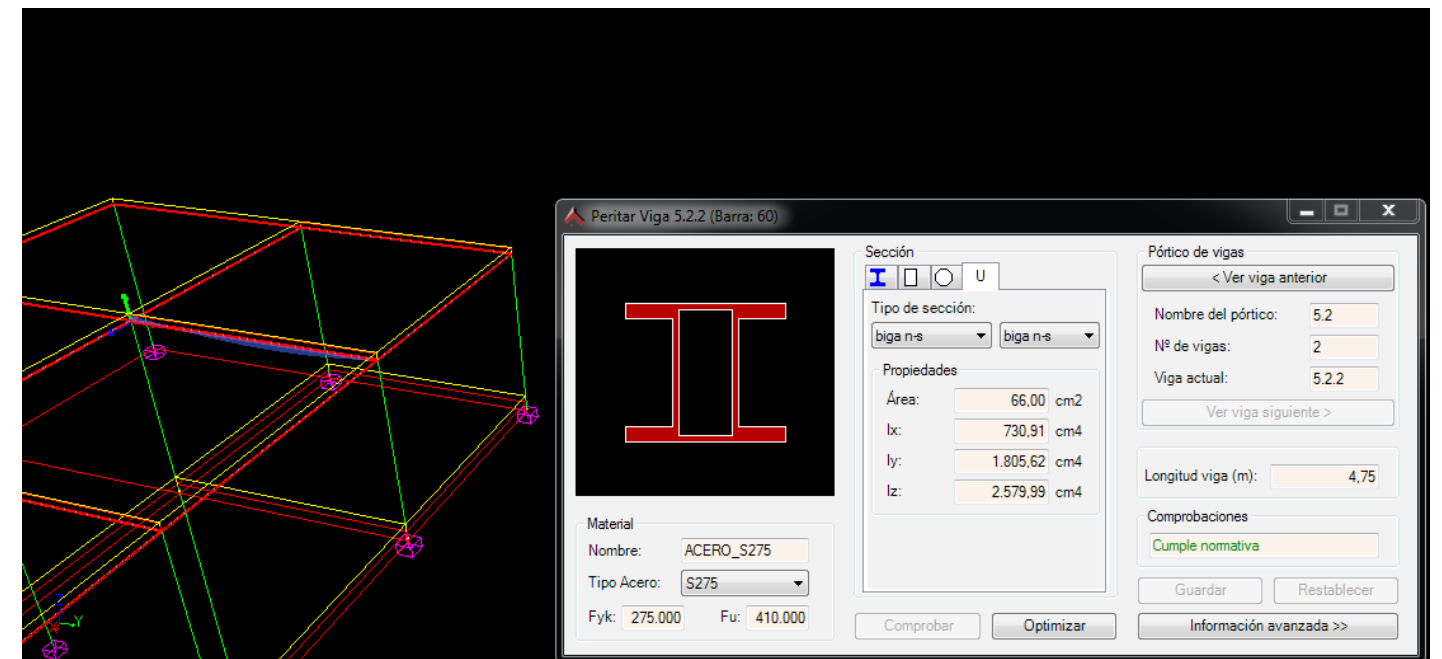 Peritar Viga 5.2.2 (Barra: 60)
Sección
U
Tipo de sección:
biga n-s biga n-s
Propiedades
Área: 66,00 cm2
Ix: 730,91 cm4
Iy: 1.805,62 cm4
Iz: 2.579,99 cm4
Material
Nombre: ACERO_S275
Tipo Acero: S275
Fyk: 275.000 Fu: 410.000
Comprobar Optimizar
Pórtico de vigas
< Ver viga anterior
Nombre del pórtico: 5.2
Nº de vigas: 2
Viga actual: 5.2.2
Ver viga siguiente >
Longitud viga (m): 4,75
Comprobaciones
Cumple normativa
Guardar Restablecer
Información avanzada >>
Z
Y